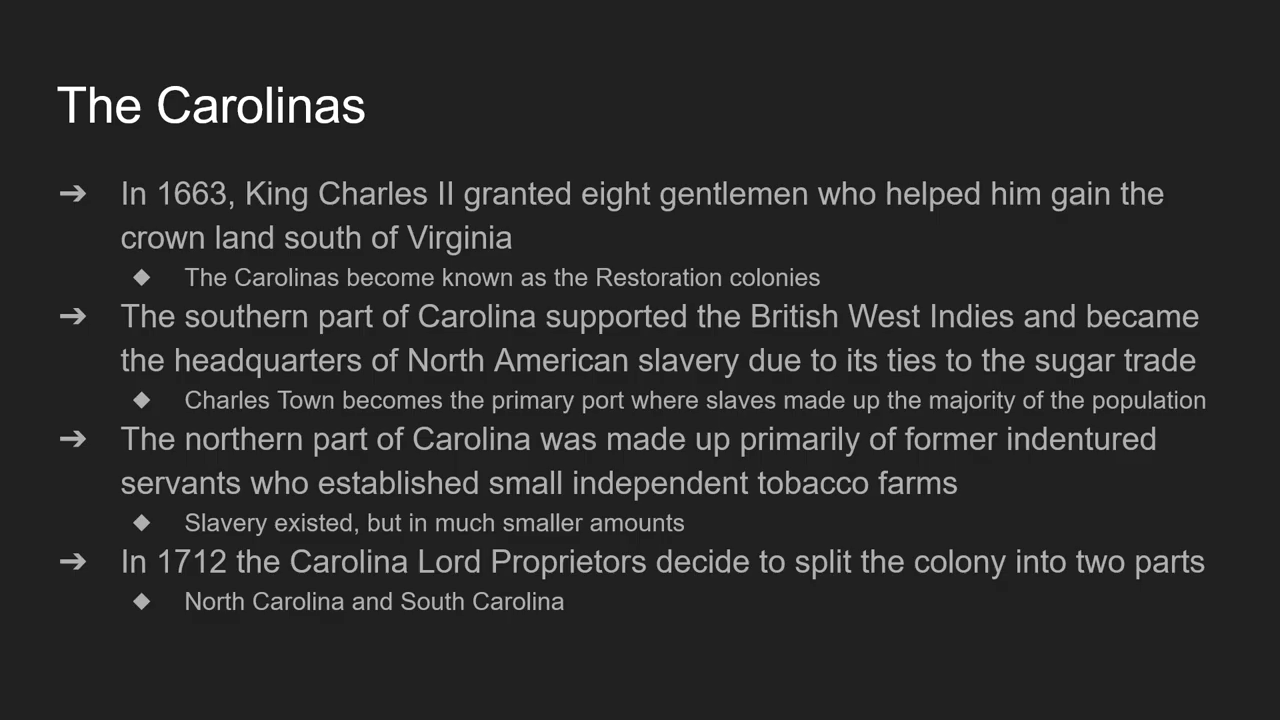 The Carolinas
➔ In 1663, King Charles II granted eight gentlemen who helped him gain the
crown land south of Virginia
◆ The Carolinas become known as the Restoration colonies
➔ The southern part of Carolina supported the British West Indies and became
the headquarters of North American slavery due to its ties to the sugar trade
◆ Charles Town becomes the primary port where slaves made up the majority of the population
➔ The northern part of Carolina was made up primarily of former indentured
servants who established small independent tobacco farms
◆ Slavery existed, but in much smaller amounts
➔ In 1712 the Carolina Lord Proprietors decide to split the colony into two parts
◆ North Carolina and South Carolina